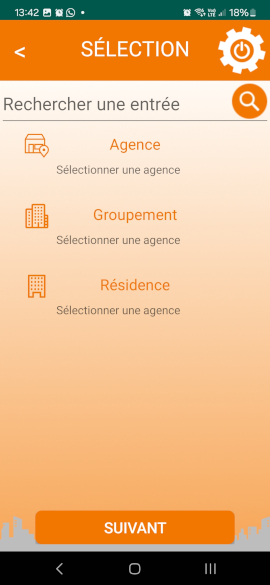 13:42 18%
< SÉLECTION
Rechercher une entrée
Agence
Sélectionner une agence
Groupement
Sélectionner une agence
Résidence
Sélectionner une agence
SUIVANT